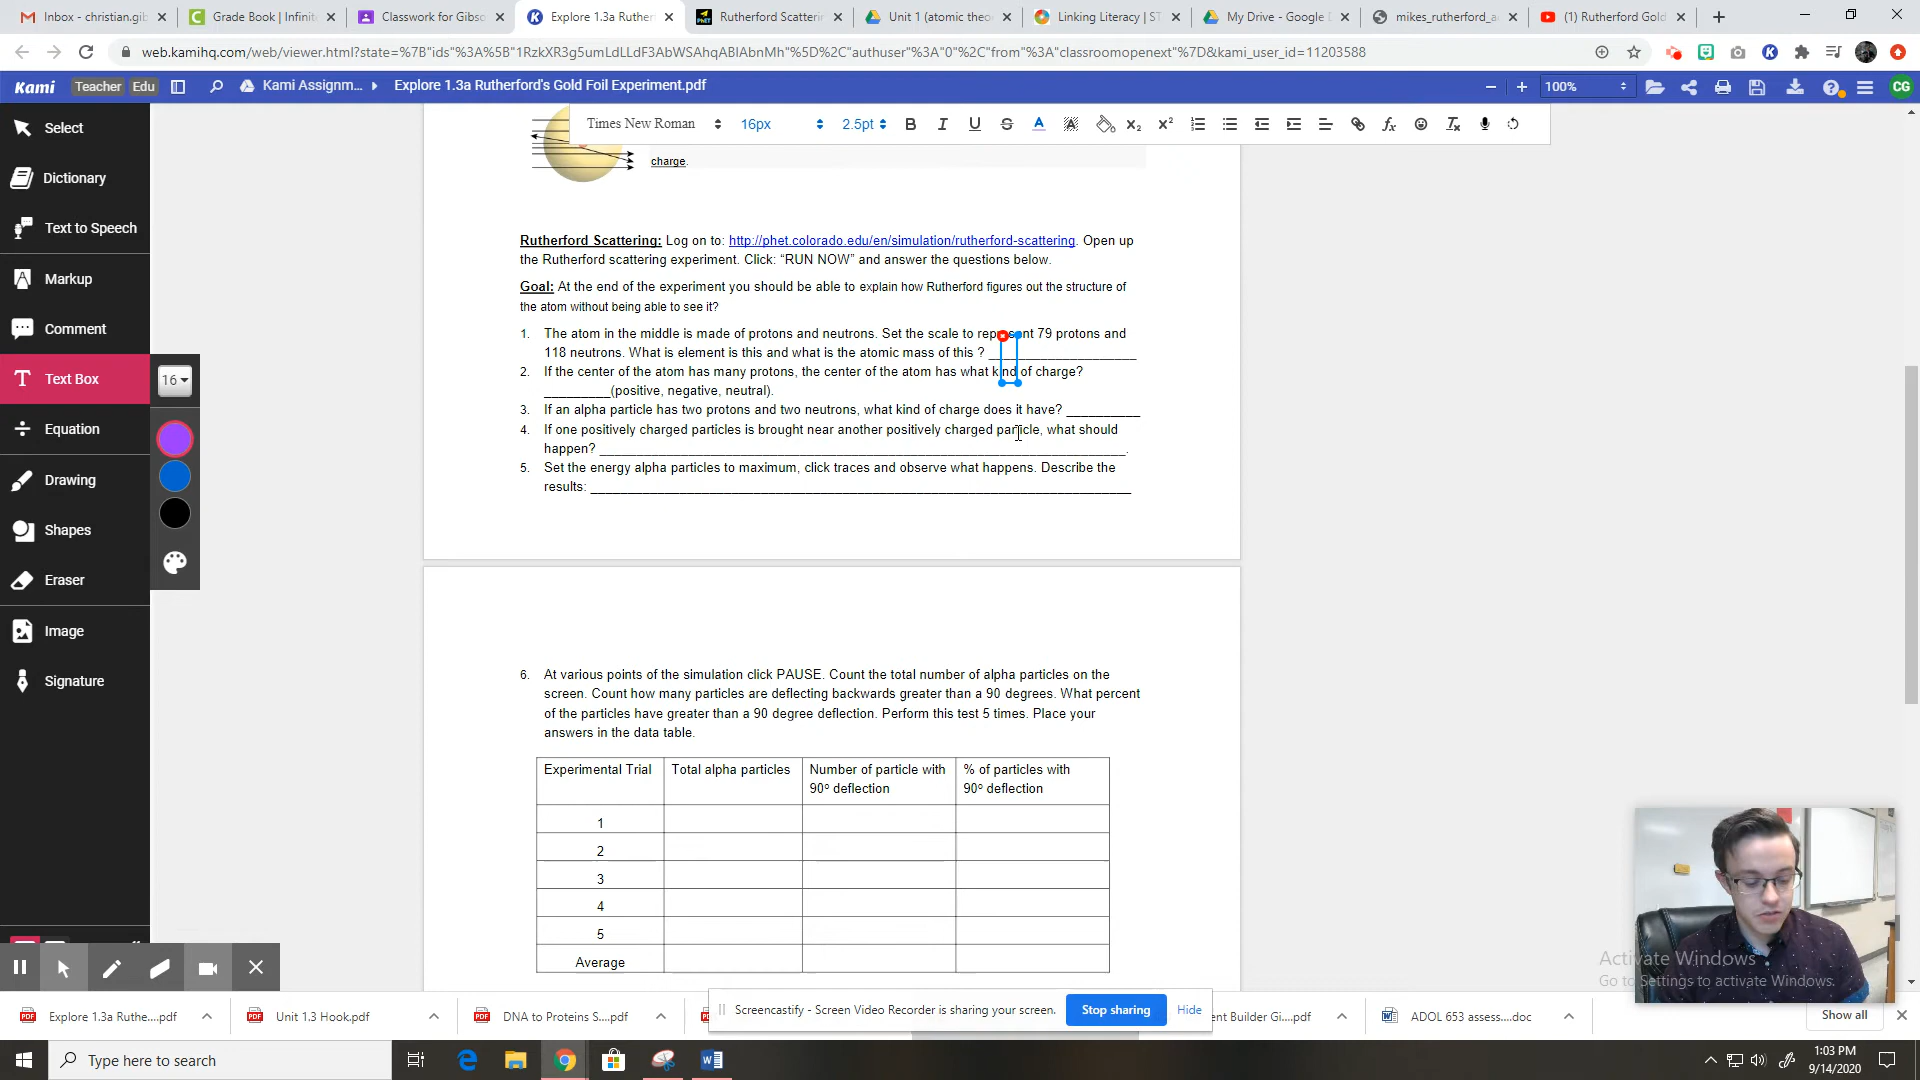 Inbox - christian.gib
Grade Book | Infinit
Classwork for Gibso
Explore 1.3a Ruther
Rutherford Scatterin
Unit 1 (atomic theo
Linking Literacy | ST
My Drive - Google D
mikes_rutherford_a
(1) Rutherford Gold
web.kamihq.com/web/viewer.html?state=%7B"ids"%3A%5B"1RzkXR3g5umLdLLdF3AbWSAhqABIAbnMh"%5D%2C"authuser"%3A"0"%2C"from"%3A"classroomopenext"%7D&kami_user_id=11203588
Kami Teacher Edu Kami Assignm... Explore 1.3a Rutherford's Gold Foil Experiment.pdf 100% CG
Times New Roman 16px 2.5pt B I U S A
Select
Dictionary
Text to Speech
Markup
Comment
Text Box
16
Equation
Drawing
Shapes
Eraser
Image
Signature
charge.
Rutherford Scattering: Log on to: http://phet.colorado.edu/en/simulation/rutherford-scattering. Open up
the Rutherford scattering experiment. Click: “RUN NOW” and answer the questions below.
Goal: At the end of the experiment you should be able to explain how Rutherford figures out the structure of
the atom without being able to see it?
1. The atom in the middle is made of protons and neutrons. Set the scale to represent 79 protons and
118 neutrons. What is element is this and what is the atomic mass of this ? ____________________
2. If the center of the atom has many protons, the center of the atom has what kind of charge?
_________(positive, negative, neutral).
3. If an alpha particle has two protons and two neutrons, what kind of charge does it have? __________
4. If one positively charged particles is brought near another positively charged particle, what should
happen? ________________________________________________________________________.
5. Set the energy alpha particles to maximum, click traces and observe what happens. Describe the
results: __________________________________________________________________________
6. At various points of the simulation click PAUSE. Count the total number of alpha particles on the
screen. Count how many particles are deflecting backwards greater than a 90 degrees. What percent
of the particles have greater than a 90 degree deflection. Perform this test 5 times. Place your
answers in the data table.
Experimental Trial Total alpha particles Number of particle with % of particles with
90° deflection 90° deflection
1
2
3
4
5
Average
Activate Windows
Go to Settings to activate Windows.
Screencastify - Screen Video Recorder is sharing your screen. Stop sharing Hide
Explore 1.3a Ruthe....pdf
Unit 1.3 Hook.pdf
DNA to Proteins S....pdf
ent Builder Gi....pdf
ADOL 653 assess....doc
Show all
Type here to search
1:03 PM
9/14/2020